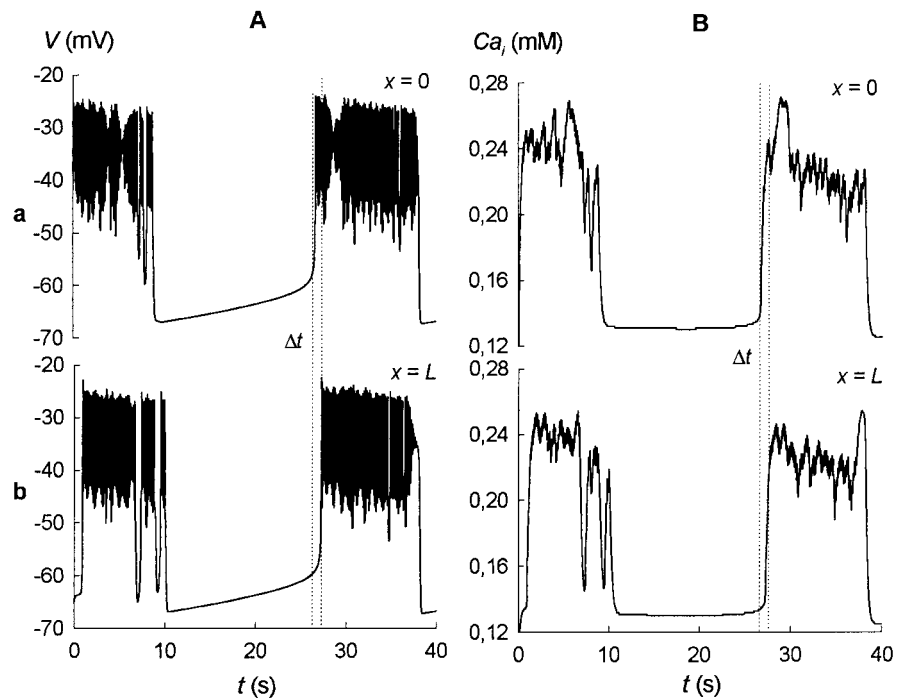 A
B
V (mV)
Ca_i (mM)
-20
-30
-40
-50
-60
-70
x = 0
a
0,28
0,24
0,20
0,16
0,12
x = 0
Δt
Δt
-20
-30
-40
-50
-60
-70
x = L
b
0 10 20 30 40
t (s)
0,28
0,24
0,20
0,16
0,12
x = L
0 10 20 30 40
t (s)